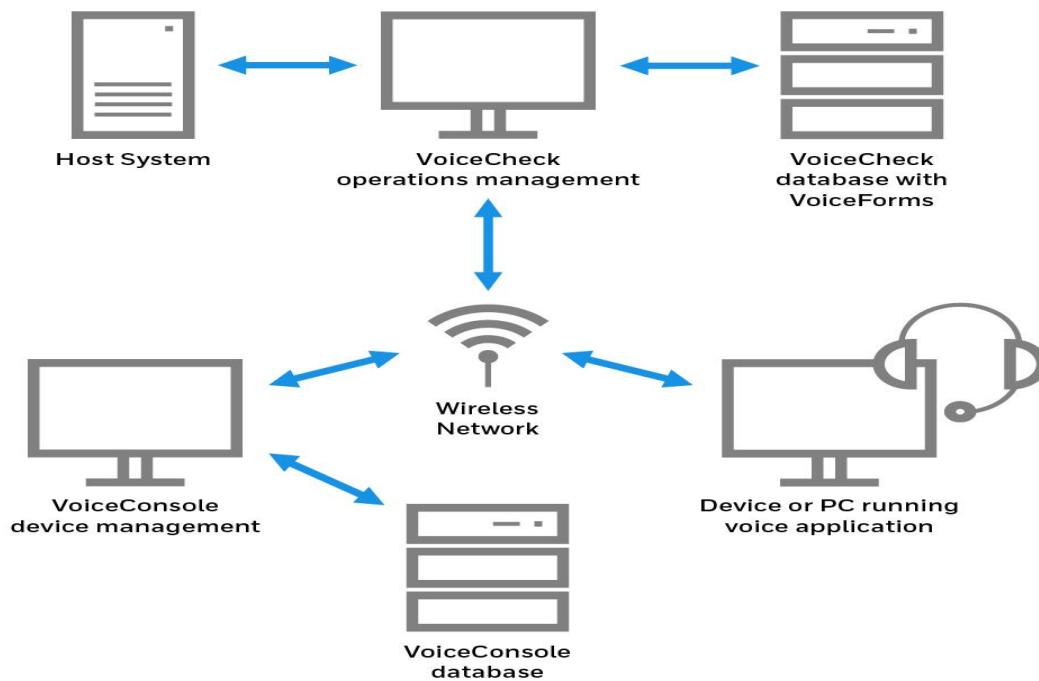 Host System
VoiceCheck
operations management
VoiceCheck
database with
VoiceForms
Wireless
Network
VoiceConsole
device management
Device or PC running
voice application
VoiceConsole
database